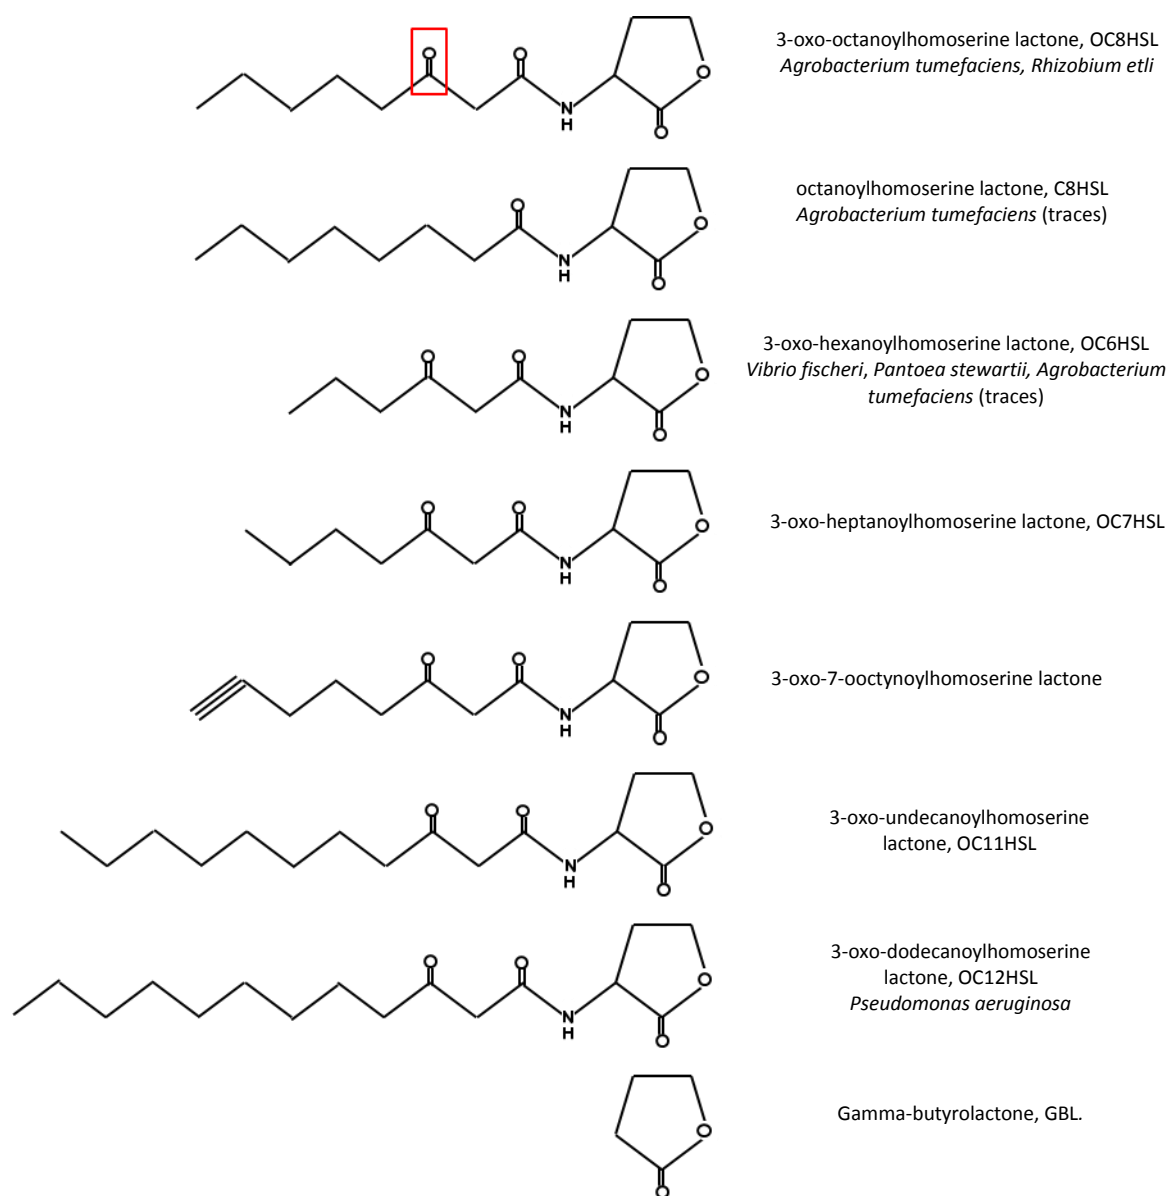 3-oxo-octanoylhomoserine lactone, OC8HSL
Agrobacterium tumefaciens, Rhizobium etli
O
O
O
N
H
O
octanoylhomoserine lactone, C8HSL
Agrobacterium tumefaciens (traces)
O
O
N
H
O
3-oxo-hexanoylhomoserine lactone, OC6HSL
Vibrio fischeri, Pantoea stewartii, Agrobacterium
tumefaciens (traces)
O
O
O
N
H
O
3-oxo-heptanoylhomoserine lactone, OC7HSL
O
O
O
N
H
O
3-oxo-7-ooctynoylhomoserine lactone
O
O
O
N
H
O
3-oxo-undecanoylhomoserine
lactone, OC11HSL
O
O
O
N
H
O
3-oxo-dodecanoylhomoserine
lactone, OC12HSL
Pseudomonas aeruginosa
O
O
O
N
H
O
Gamma-butyrolactone, GBL.
O
O